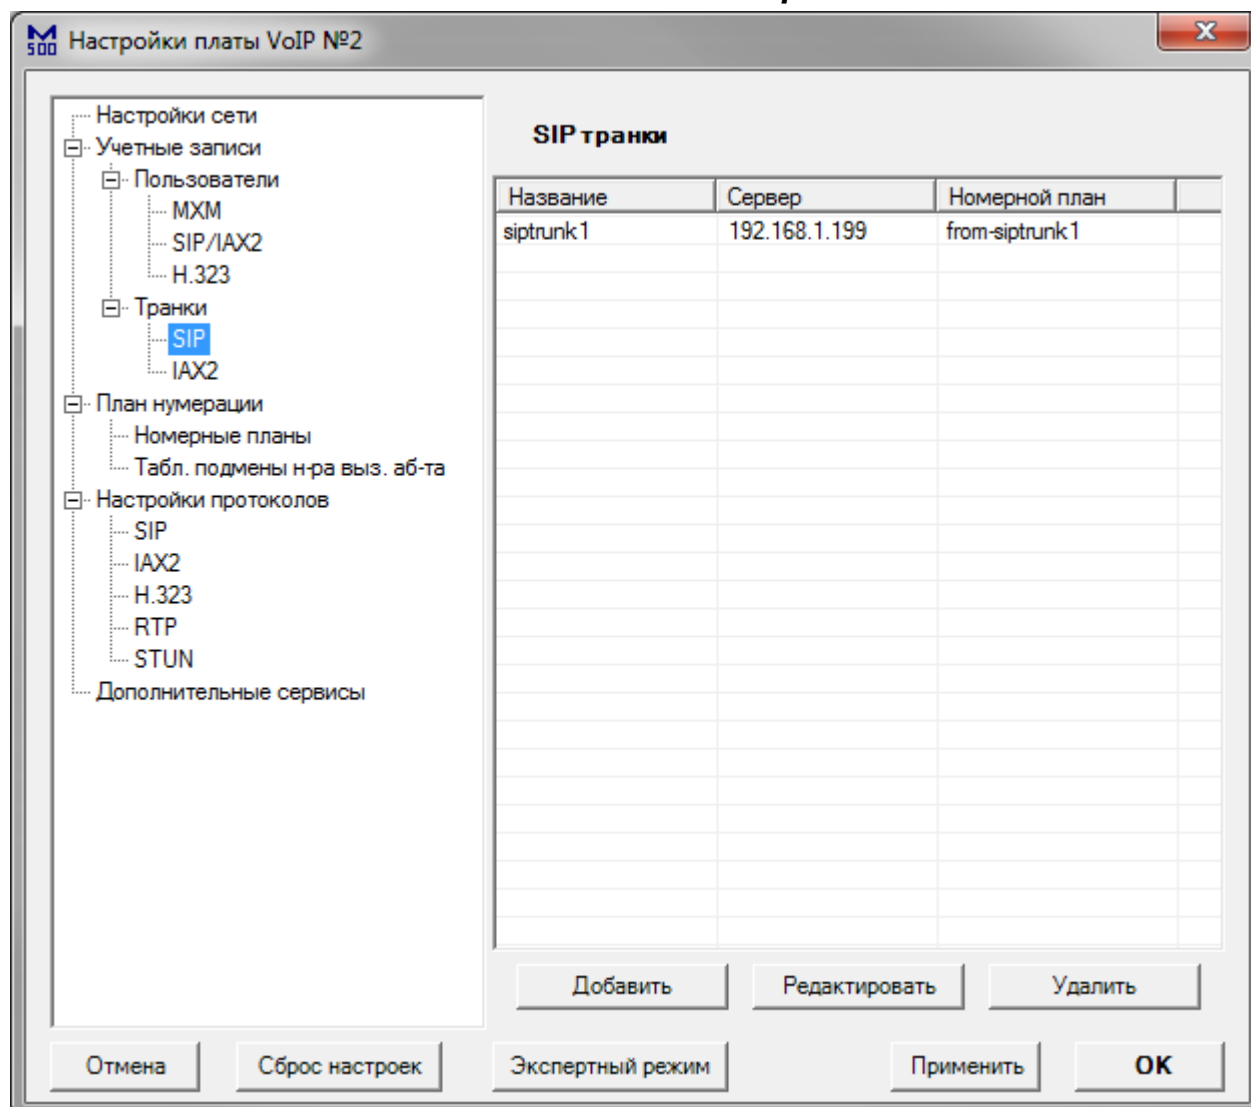 M 500 Настройки платы VoIP №2
Настройки сети
Учетные записи
Пользователи
MXM
SIP/IAX2
H.323
Транки
SIP
IAX2
План нумерации
Номерные планы
Табл. подмены н-ра выз. аб-та
Настройки протоколов
SIP
IAX2
H.323
RTP
STUN
Дополнительные сервисы
SIP транки
Название Сервер Номерной план
siptrunk1 192.168.1.199 from-siptrunk1
Добавить Редактировать Удалить
Отмена Сброс настроек Экспертный режим Применить OK